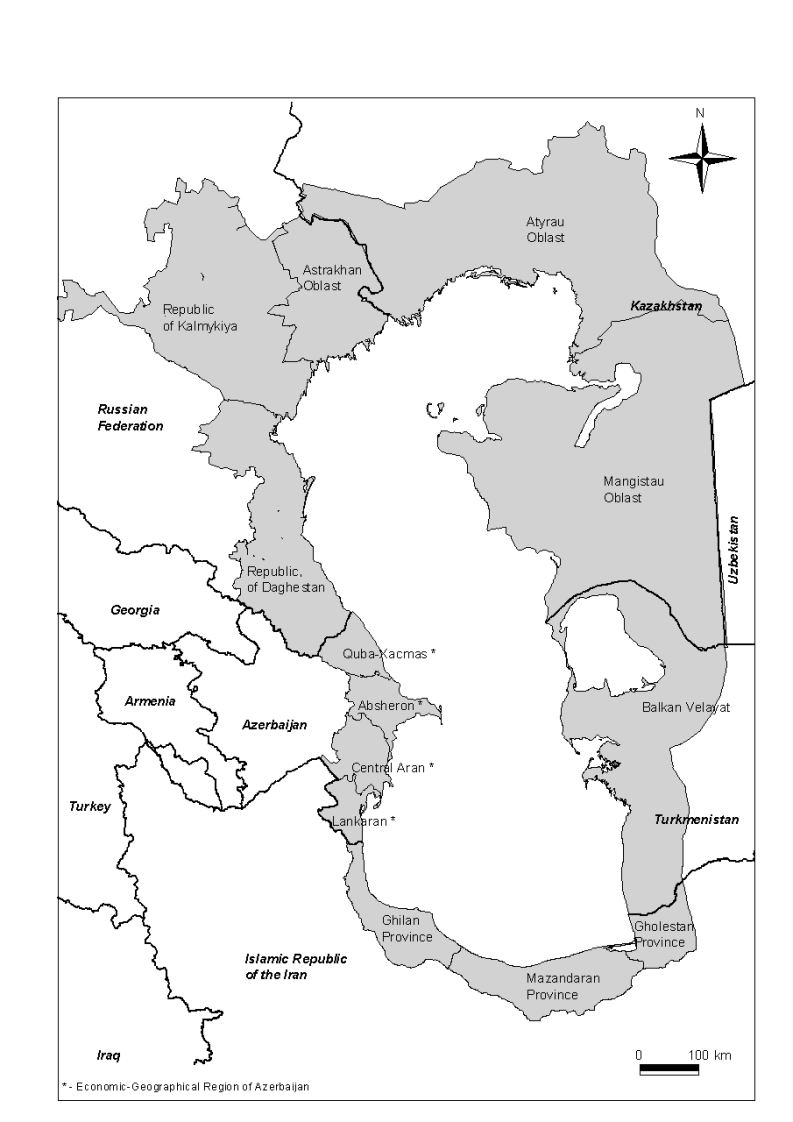 N
Atyrau
Oblast
Astrakhan
Oblast
Kazakhstan
Republic
of Kalmykiya
Russian
Federation
Mangistau
Oblast
Uzbekistan
Republic,
of Daghestan
Georgia
Quba-Xacmas *
Armenia
Absheron *
Balkan Velayat
Azerbaijan
Central Aran *
Turkey
Lankaran *
Turkmenistan
Ghilan
Province
Gholestan
Province
Islamic Republic
of the Iran
Mazandaran
Province
Iraq
0 100 km
* - Economic-Geographical Region of Azerbaijan